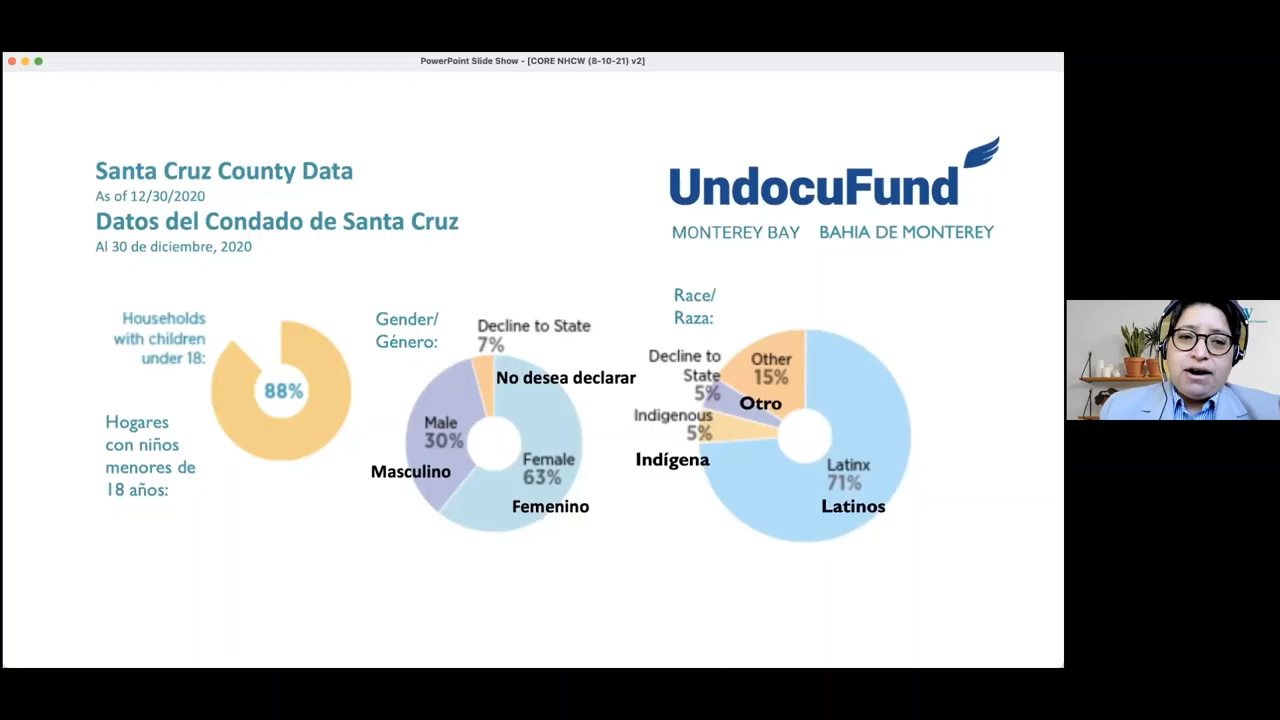 PowerPoint Slide Show - [CORE NHCW (8-10-21) v2]
Santa Cruz County Data
As of 12/30/2020
Datos del Condado de Santa Cruz
Al 30 de diciembre, 2020
UndocuFund
MONTEREY BAY BAHIA DE MONTEREY
Households
with children
under 18:
88%
Hogares
con niños
menores de
18 años:
Gender/
Género:
Decline to State
7%
No desea declarar
Male
30%
Masculino
Female
63%
Femenino
Race/
Raza:
Decline to
State
5%
Other
15%
Otro
Indigenous
5%
Indígena
Latinx
71%
Latinos